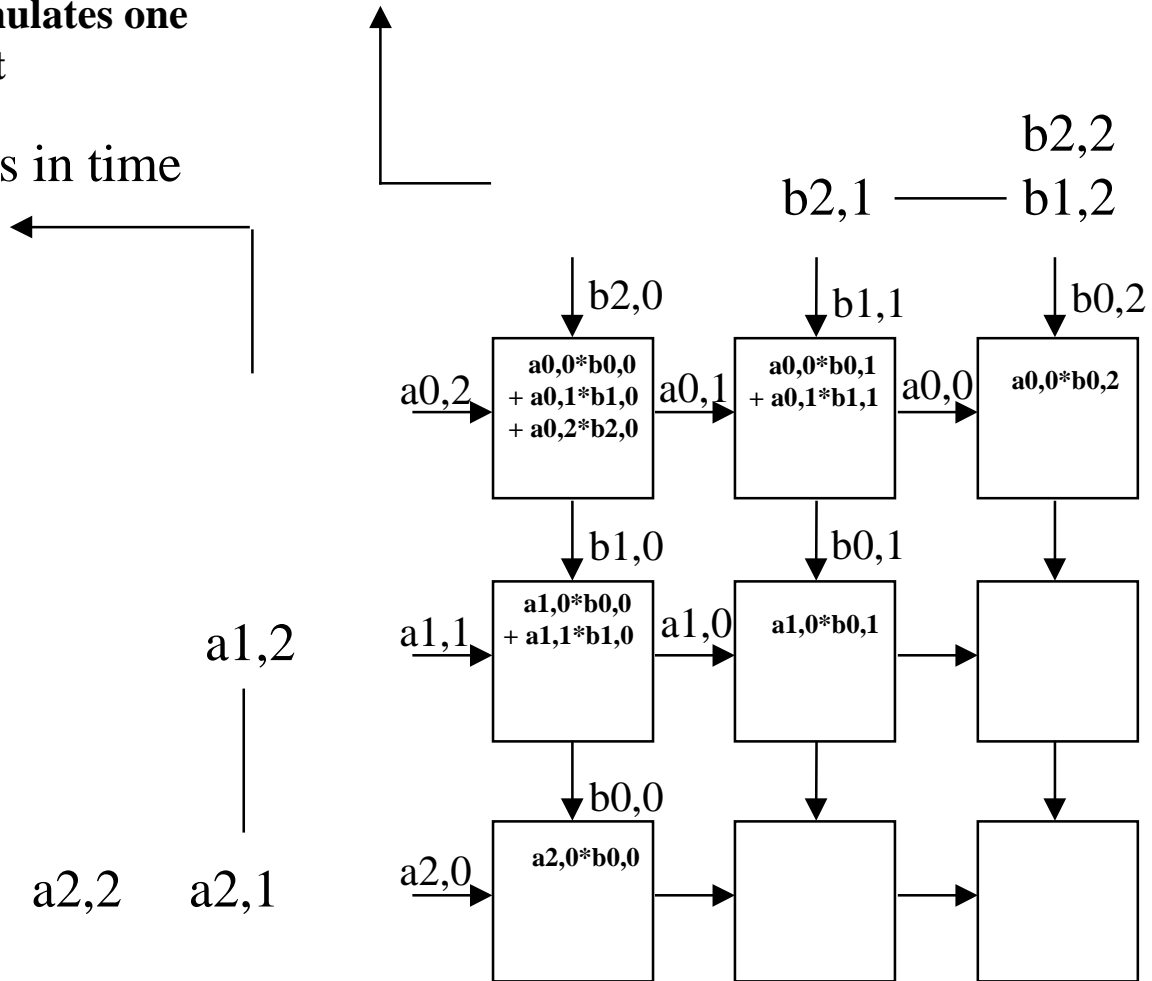 one
s in time
b2,2
b2,1 b1,2
b2,0 b1,1 b0,2
a0,2 a0,1 a0,0
a0,0*b0,0
+ a0,1*b1,0
+ a0,2*b2,0
a0,0*b0,1
+ a0,1*b1,1
a0,0*b0,2
b1,0 b0,1
a1,2 a1,1 a1,0
a1,0*b0,0
+ a1,1*b1,0
a1,0*b0,1
b0,0
a2,2 a2,1 a2,0
a2,0*b0,0